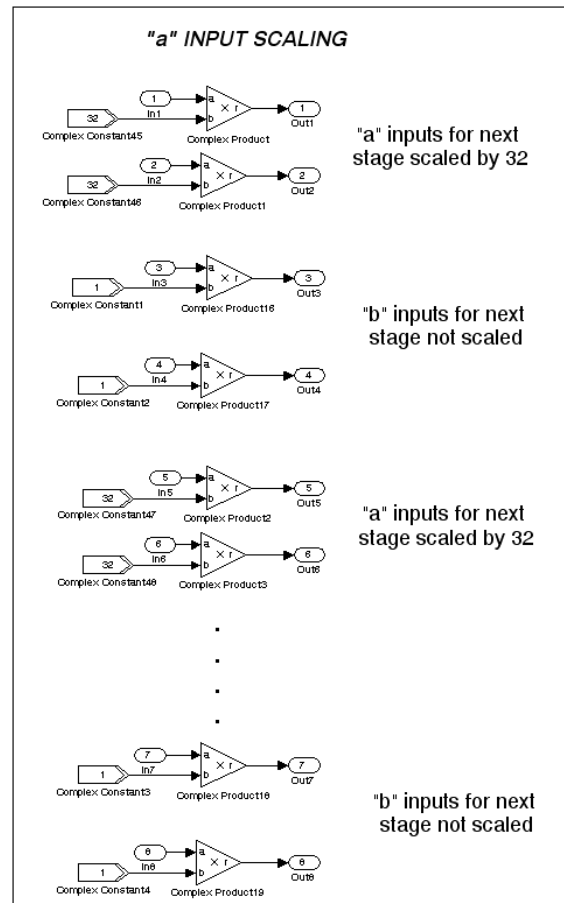 "a" INPUT SCALING
1
In1
32
Complex Constant45
a
b
× r
Complex Product
1
Out1
"a" inputs for next
stage scaled by 32
2
In2
32
Complex Constant46
a
b
× r
Complex Product1
2
Out2
3
In3
1
Complex Constant1
a
b
× r
Complex Product16
3
Out3
"b" inputs for next
stage not scaled
4
In4
1
Complex Constant2
a
b
× r
Complex Product17
4
Out4
5
In5
32
Complex Constant47
a
b
× r
Complex Product2
5
Out5
"a" inputs for next
stage scaled by 32
6
In6
32
Complex Constant48
a
b
× r
Complex Product3
6
Out6
7
In7
1
Complex Constant3
a
b
× r
Complex Product18
7
Out7
"b" inputs for next
stage not scaled
8
In8
1
Complex Constant4
a
b
× r
Complex Product19
8
Out8